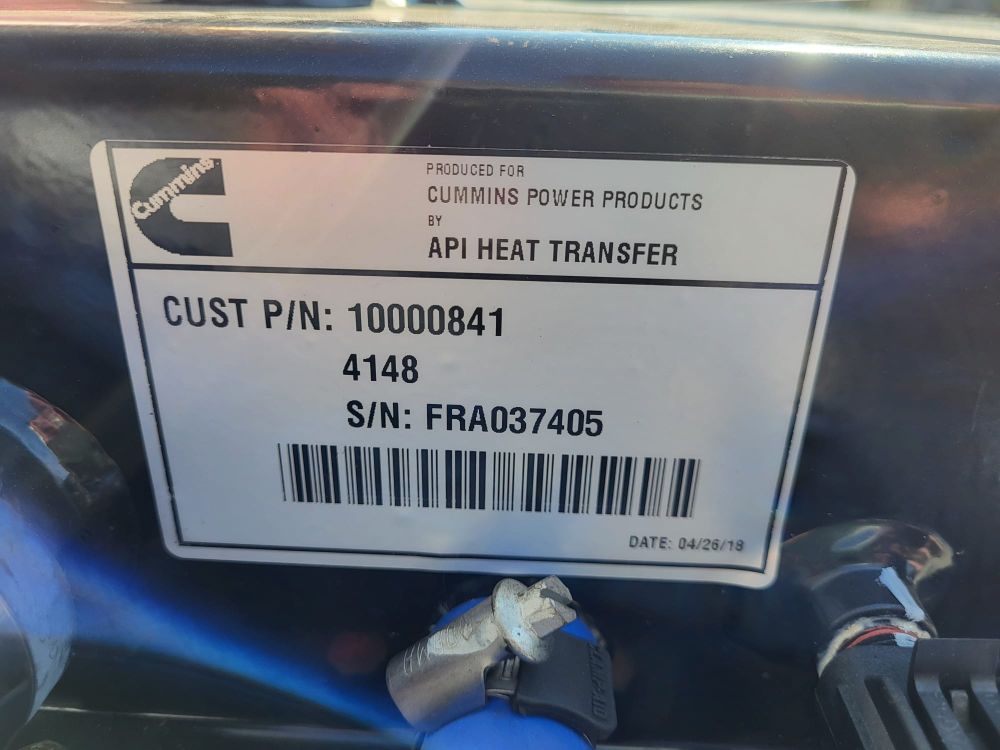 Cummins
PRODUCED FOR
CUMMINS POWER PRODUCTS
BY
API HEAT TRANSFER
CUST P/N: 10000841
4148
S/N: FRA037405
DATE: 04/26/18